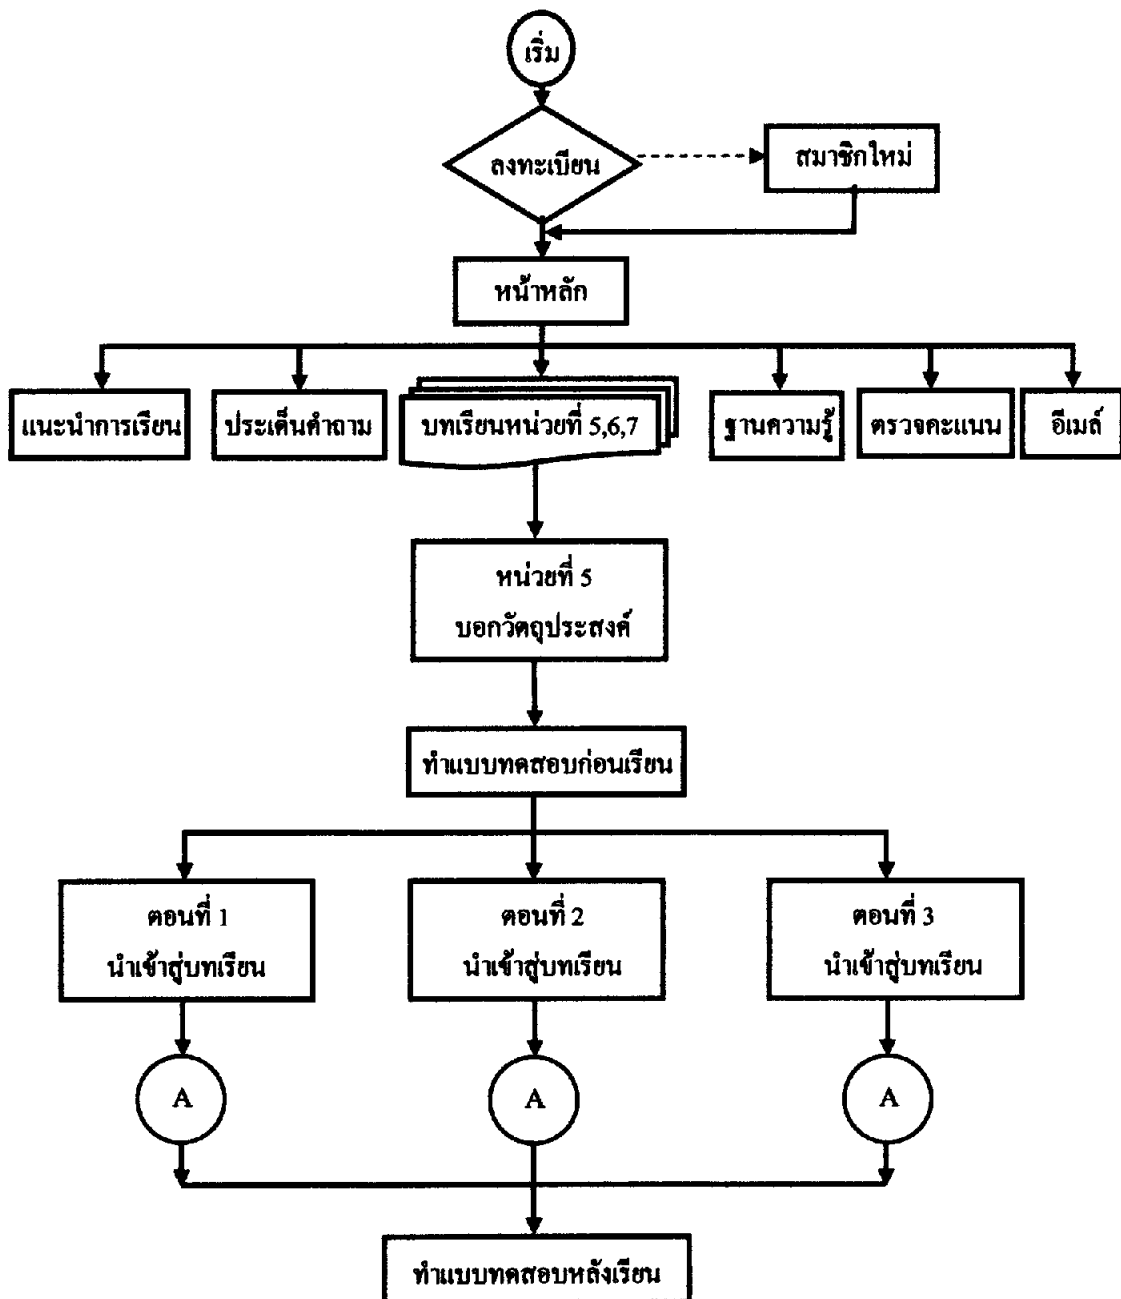 เริ่ม
ลงทะเบียน
สมาชิกใหม่
หน้าหลัก
แนะนำการเรียน
ประเด็นคำถาม
บทเรียนหน่วยที่ 5,6,7
ฐานความรู้
ตรวจคะแนน
อีเมล์
หน่วยที่ 5
บอกวัตถุประสงค์
ทำแบบทดสอบก่อนเรียน
ตอนที่ 1
นำเข้าสู่บทเรียน
ตอนที่ 2
นำเข้าสู่บทเรียน
ตอนที่ 3
นำเข้าสู่บทเรียน
A
A
A
ทำแบบทดสอบหลังเรียน